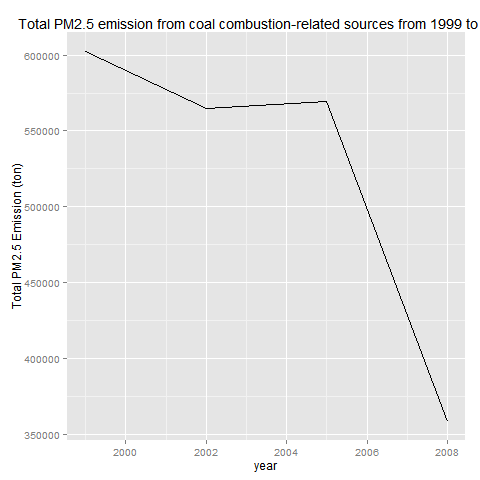 Total PM2.5 emission from coal combustion-related sources from 1999 to
600000
550000
500000
450000
400000
350000
Total PM2.5 Emission (ton)
2000 2002 2004 2006 2008
year